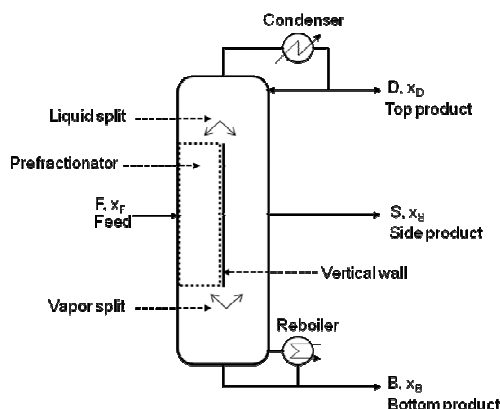 Condenser
D, x_D
Top product
Liquid split
Prefractionator
F, x_F
Feed
S, x_S
Side product
Vertical wall
Vapor split
Reboiler
B, x_B
Bottom product